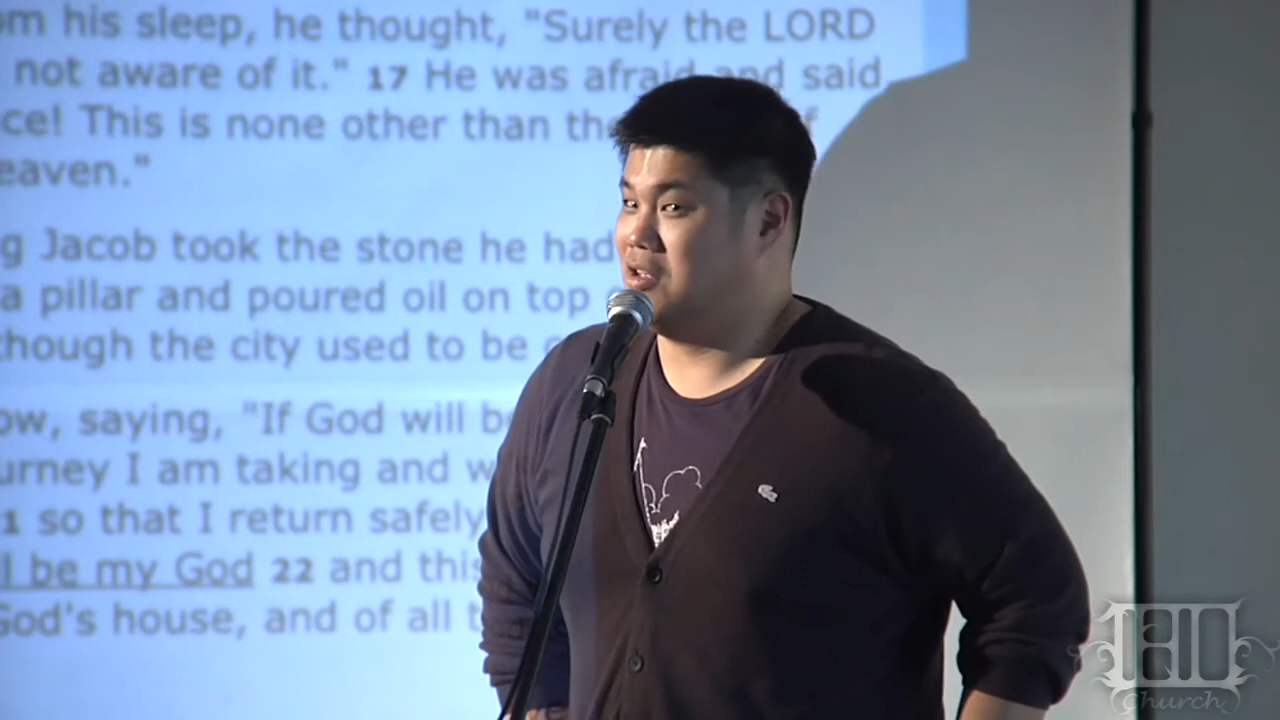 om his sleep, he thought, "Surely the LORD
not aware of it." 17 He was afraid and said
ce! This is none other than the f
eaven."
g Jacob took the stone he had
a pillar and poured oil on top
though the city used to be
ow, saying, "If God will be
urney I am taking and w
1 so that I return safely
l be my God 22 and this
God's house, and of all t
180
Church